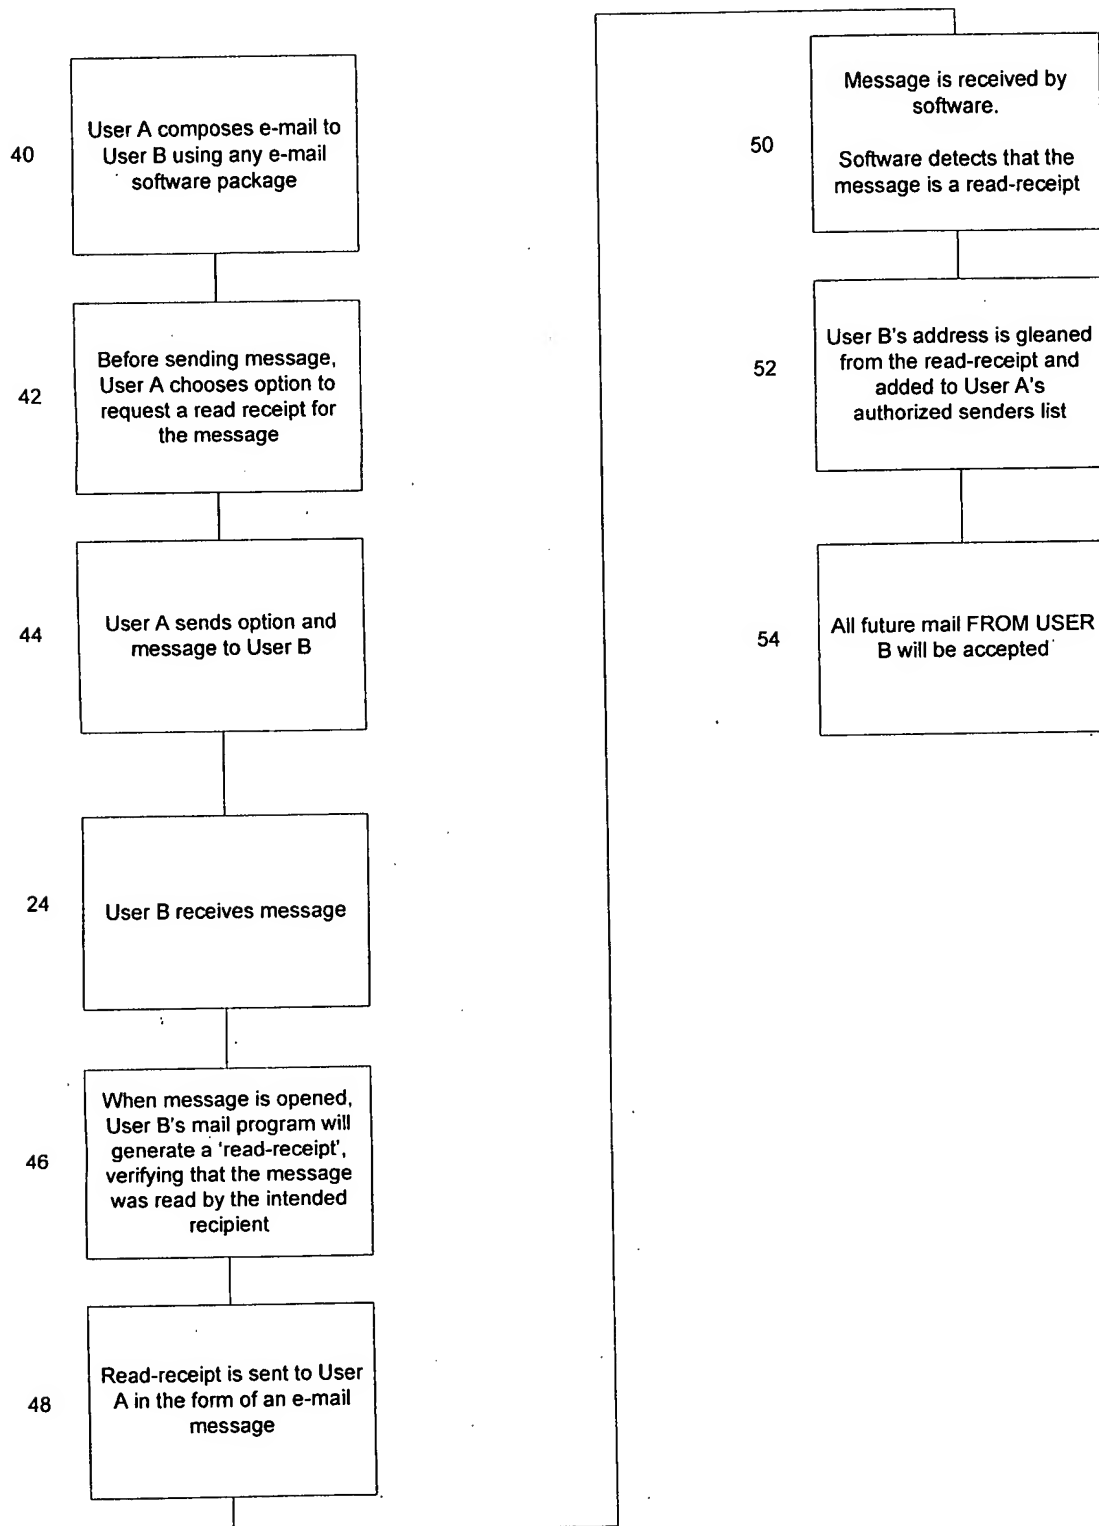 40
User A composes e-mail to
User B using any e-mail
software package
42
Before sending message,
User A chooses option to
request a read receipt for
the message
44
User A sends option and
message to User B
24
User B receives message
46
When message is opened,
User B's mail program will
generate a 'read-receipt',
verifying that the message
was read by the intended
recipient
48
Read-receipt is sent to User
A in the form of an e-mail
message
50
Message is received by
software.
Software detects that the
message is a read-receipt
52
User B's address is gleaned
from the read-receipt and
added to User A's
authorized senders list
54
All future mail FROM USER
B will be accepted